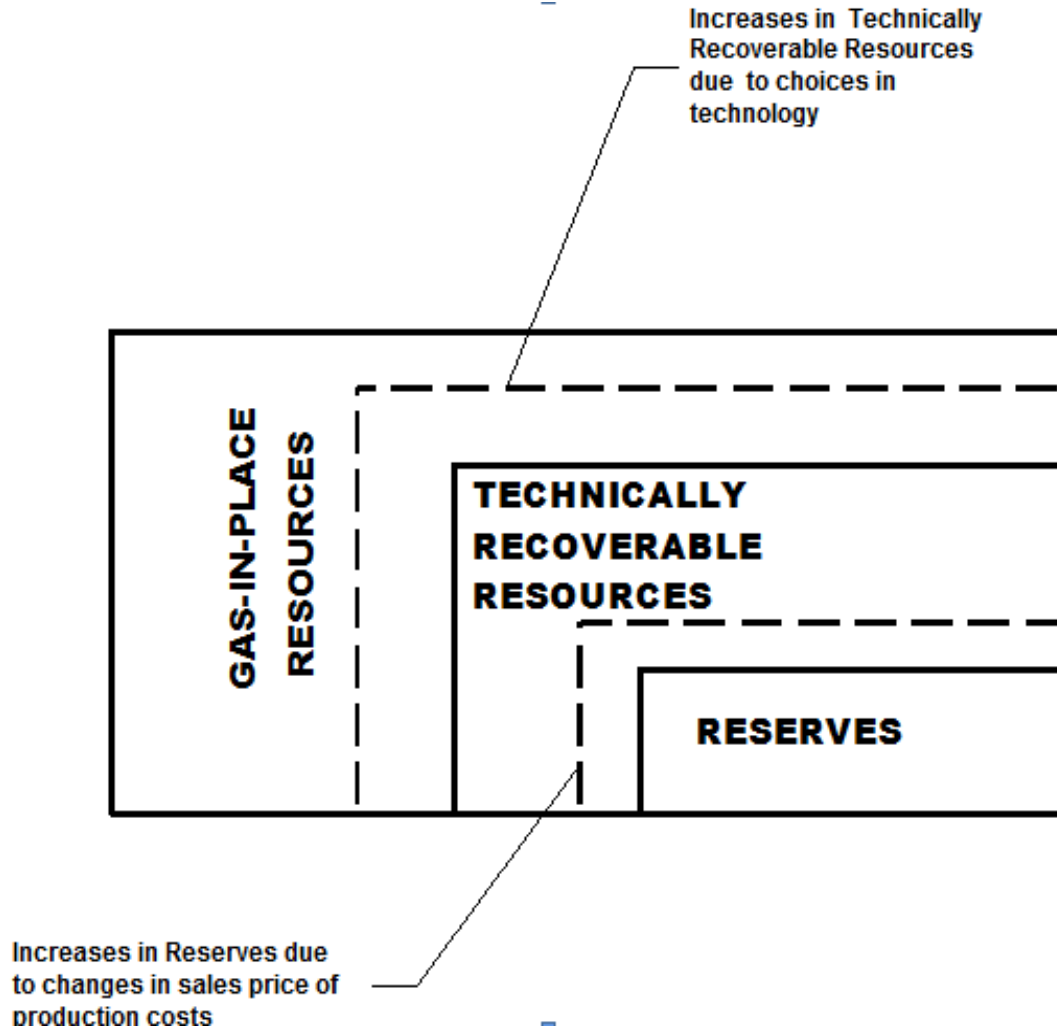 Increases in Technically
Recoverable Resources
due to choices in
technology
GAS-IN-PLACE
RESOURCES
TECHNICALLY
RECOVERABLE
RESOURCES
RESERVES
Increases in Reserves due
to changes in sales price of
production costs